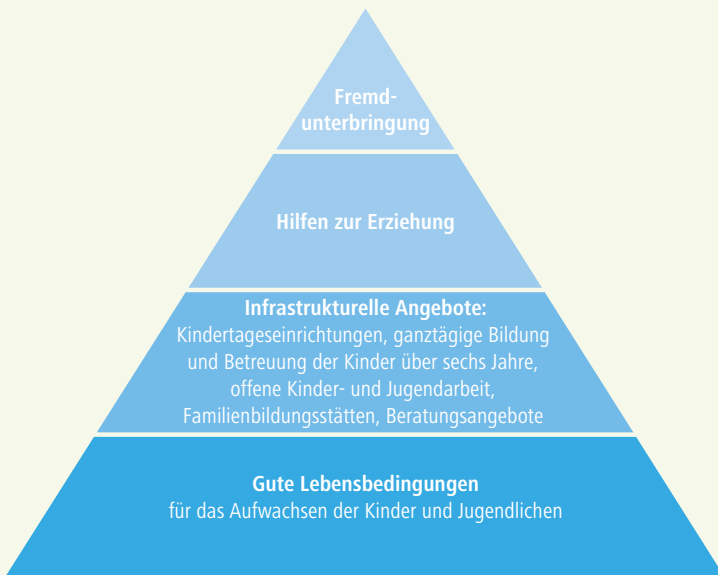 Fremd-
unterbringung
Hilfen zur Erziehung
Infrastrukturelle Angebote:
Kindertageseinrichtungen, ganztägige Bildung
und Betreuung der Kinder über sechs Jahre,
offene Kinder- und Jugendarbeit,
Familienbildungsstätten, Beratungsangebote
Gute Lebensbedingungen
für das Aufwachsen der Kinder und Jugendlichen